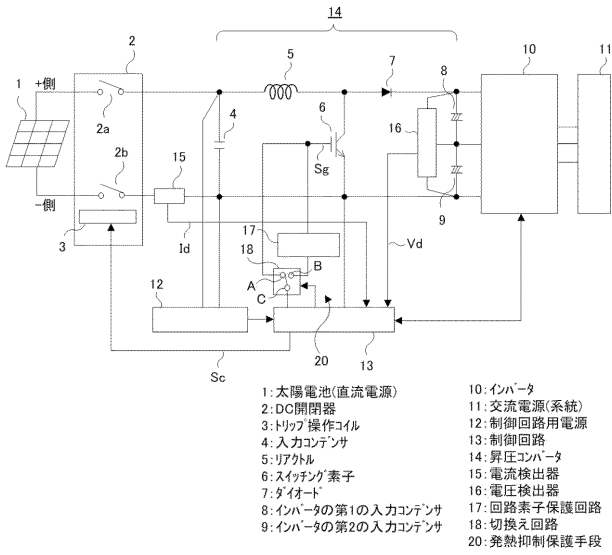 14
2
5
7
10
11
+側
1
2a
4
6
8
16
Sg
2b
15
-側
9
3
Id
17
Vd
18
B
A
C
12
20
13
Sc
1:太陽電池(直流電源)
2:DC開閉器
3:トリップ操作コイル
4:入力コンデンサ
5:リアクトル
6:スイッチング素子
7:ダイオード
8:インバータの第1の入力コンデンサ
9:インバータの第2の入力コンデンサ
10:インバータ
11:交流電源(系統)
12:制御回路用電源
13:制御回路
14:昇圧コンバータ
15:電流検出器
16:電圧検出器
17:回路素子保護回路
18:切換え回路
20:発熱抑制保護手段